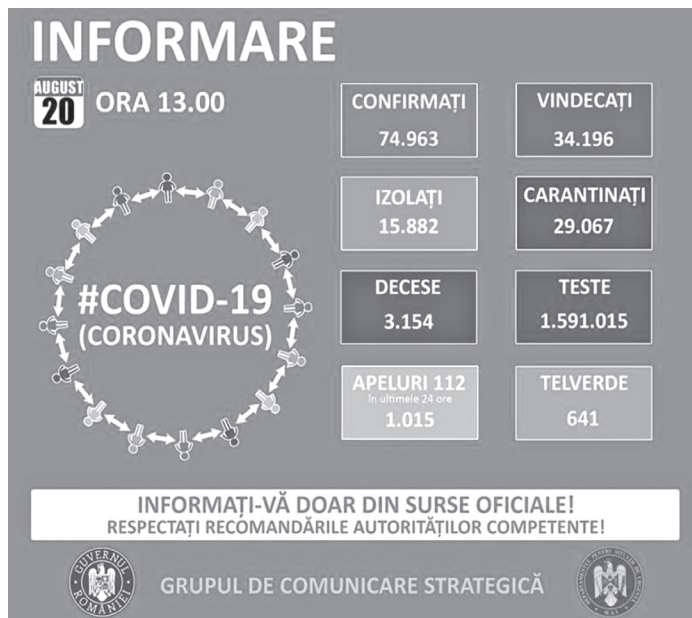 INFORMARE
AUGUST
20
ORA 13.00
CONFIRMAȚI
74.963
VINDECAȚI
34.196
IZOLAȚI
15.882
CARANTINAȚI
29.067
DECESE
3.154
TESTE
1.591.015
APELURI 112
în ultimele 24 ore
1.015
TELVERDE
641
#COVID-19
(CORONAVIRUS)
INFORMAȚI-VĂ DOAR DIN SURSE OFICIALE!
RESPECTAȚI RECOMANDĂRILE AUTORITĂȚILOR COMPETENTE!
GUVERNUL
ROMÂNIEI
GRUPUL DE COMUNICARE STRATEGICĂ